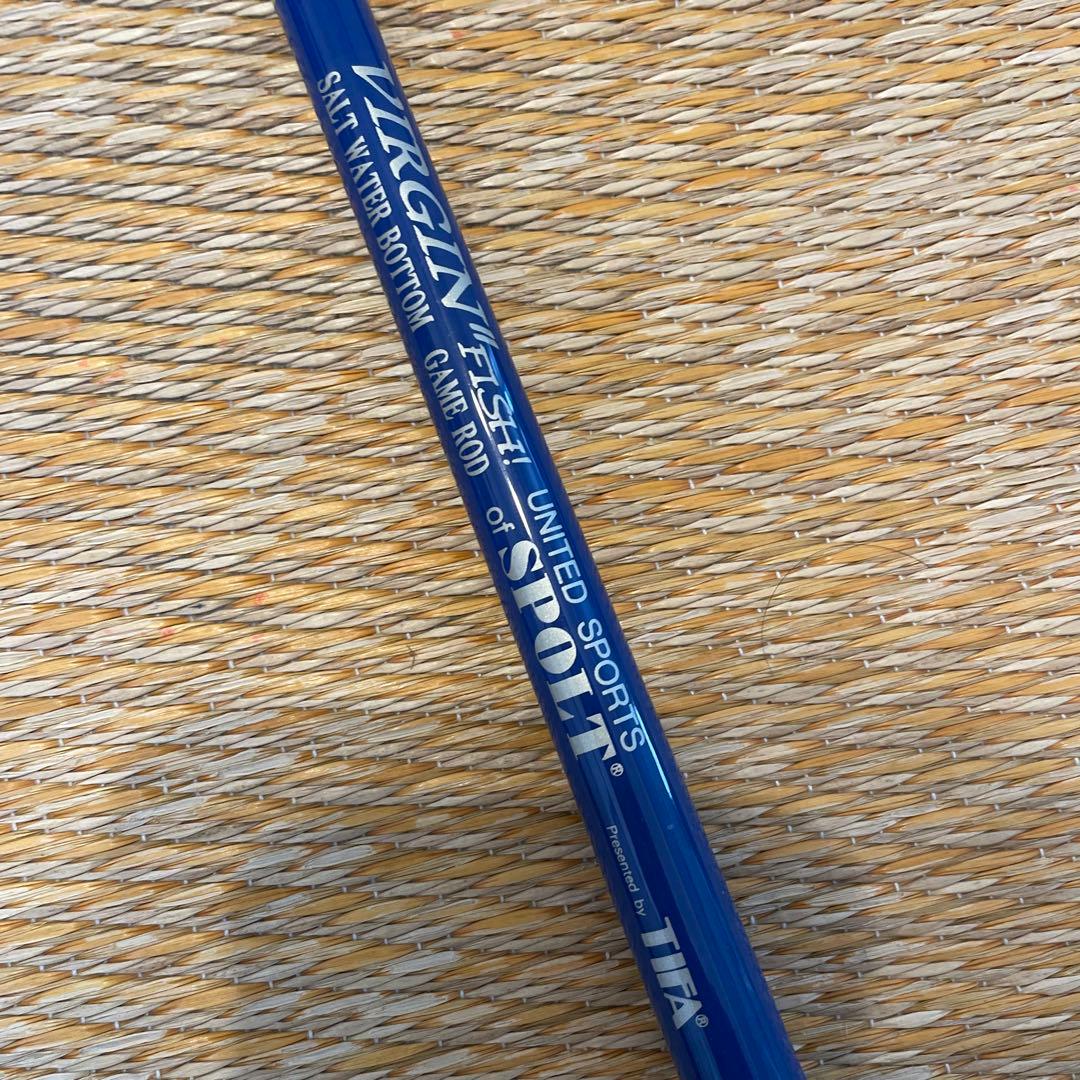 VIRGIN FISH!
SALT WATER BOTTOM GAME ROD
UNITED SPORTS
of SPOLT®
Presented by TIFA®